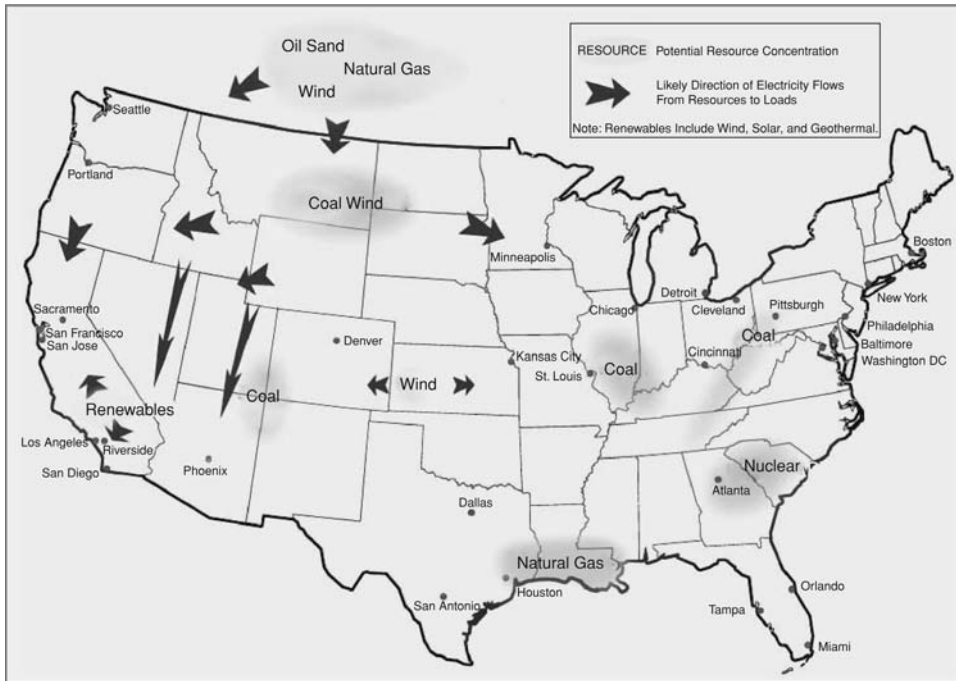 Oil Sand
Natural Gas
Wind
RESOURCE Potential Resource Concentration
Likely Direction of Electricity Flows
From Resources to Loads
Note: Renewables Include Wind, Solar, and Geothermal.
Seattle
Portland
Coal Wind
Minneapolis
Boston
Detroit
Cleveland
Pittsburgh
New York
Sacramento
San Francisco
San Jose
Chicago
Philadelphia
Coal
Baltimore
Washington DC
Denver
Kansas City
St. Louis
Cincinnati
Coal
Wind
Coal
Renewables
Los Angeles
Riverside
San Diego
Phoenix
Nuclear
Atlanta
Dallas
Natural Gas
Houston
San Antonio
Orlando
Tampa
Miami